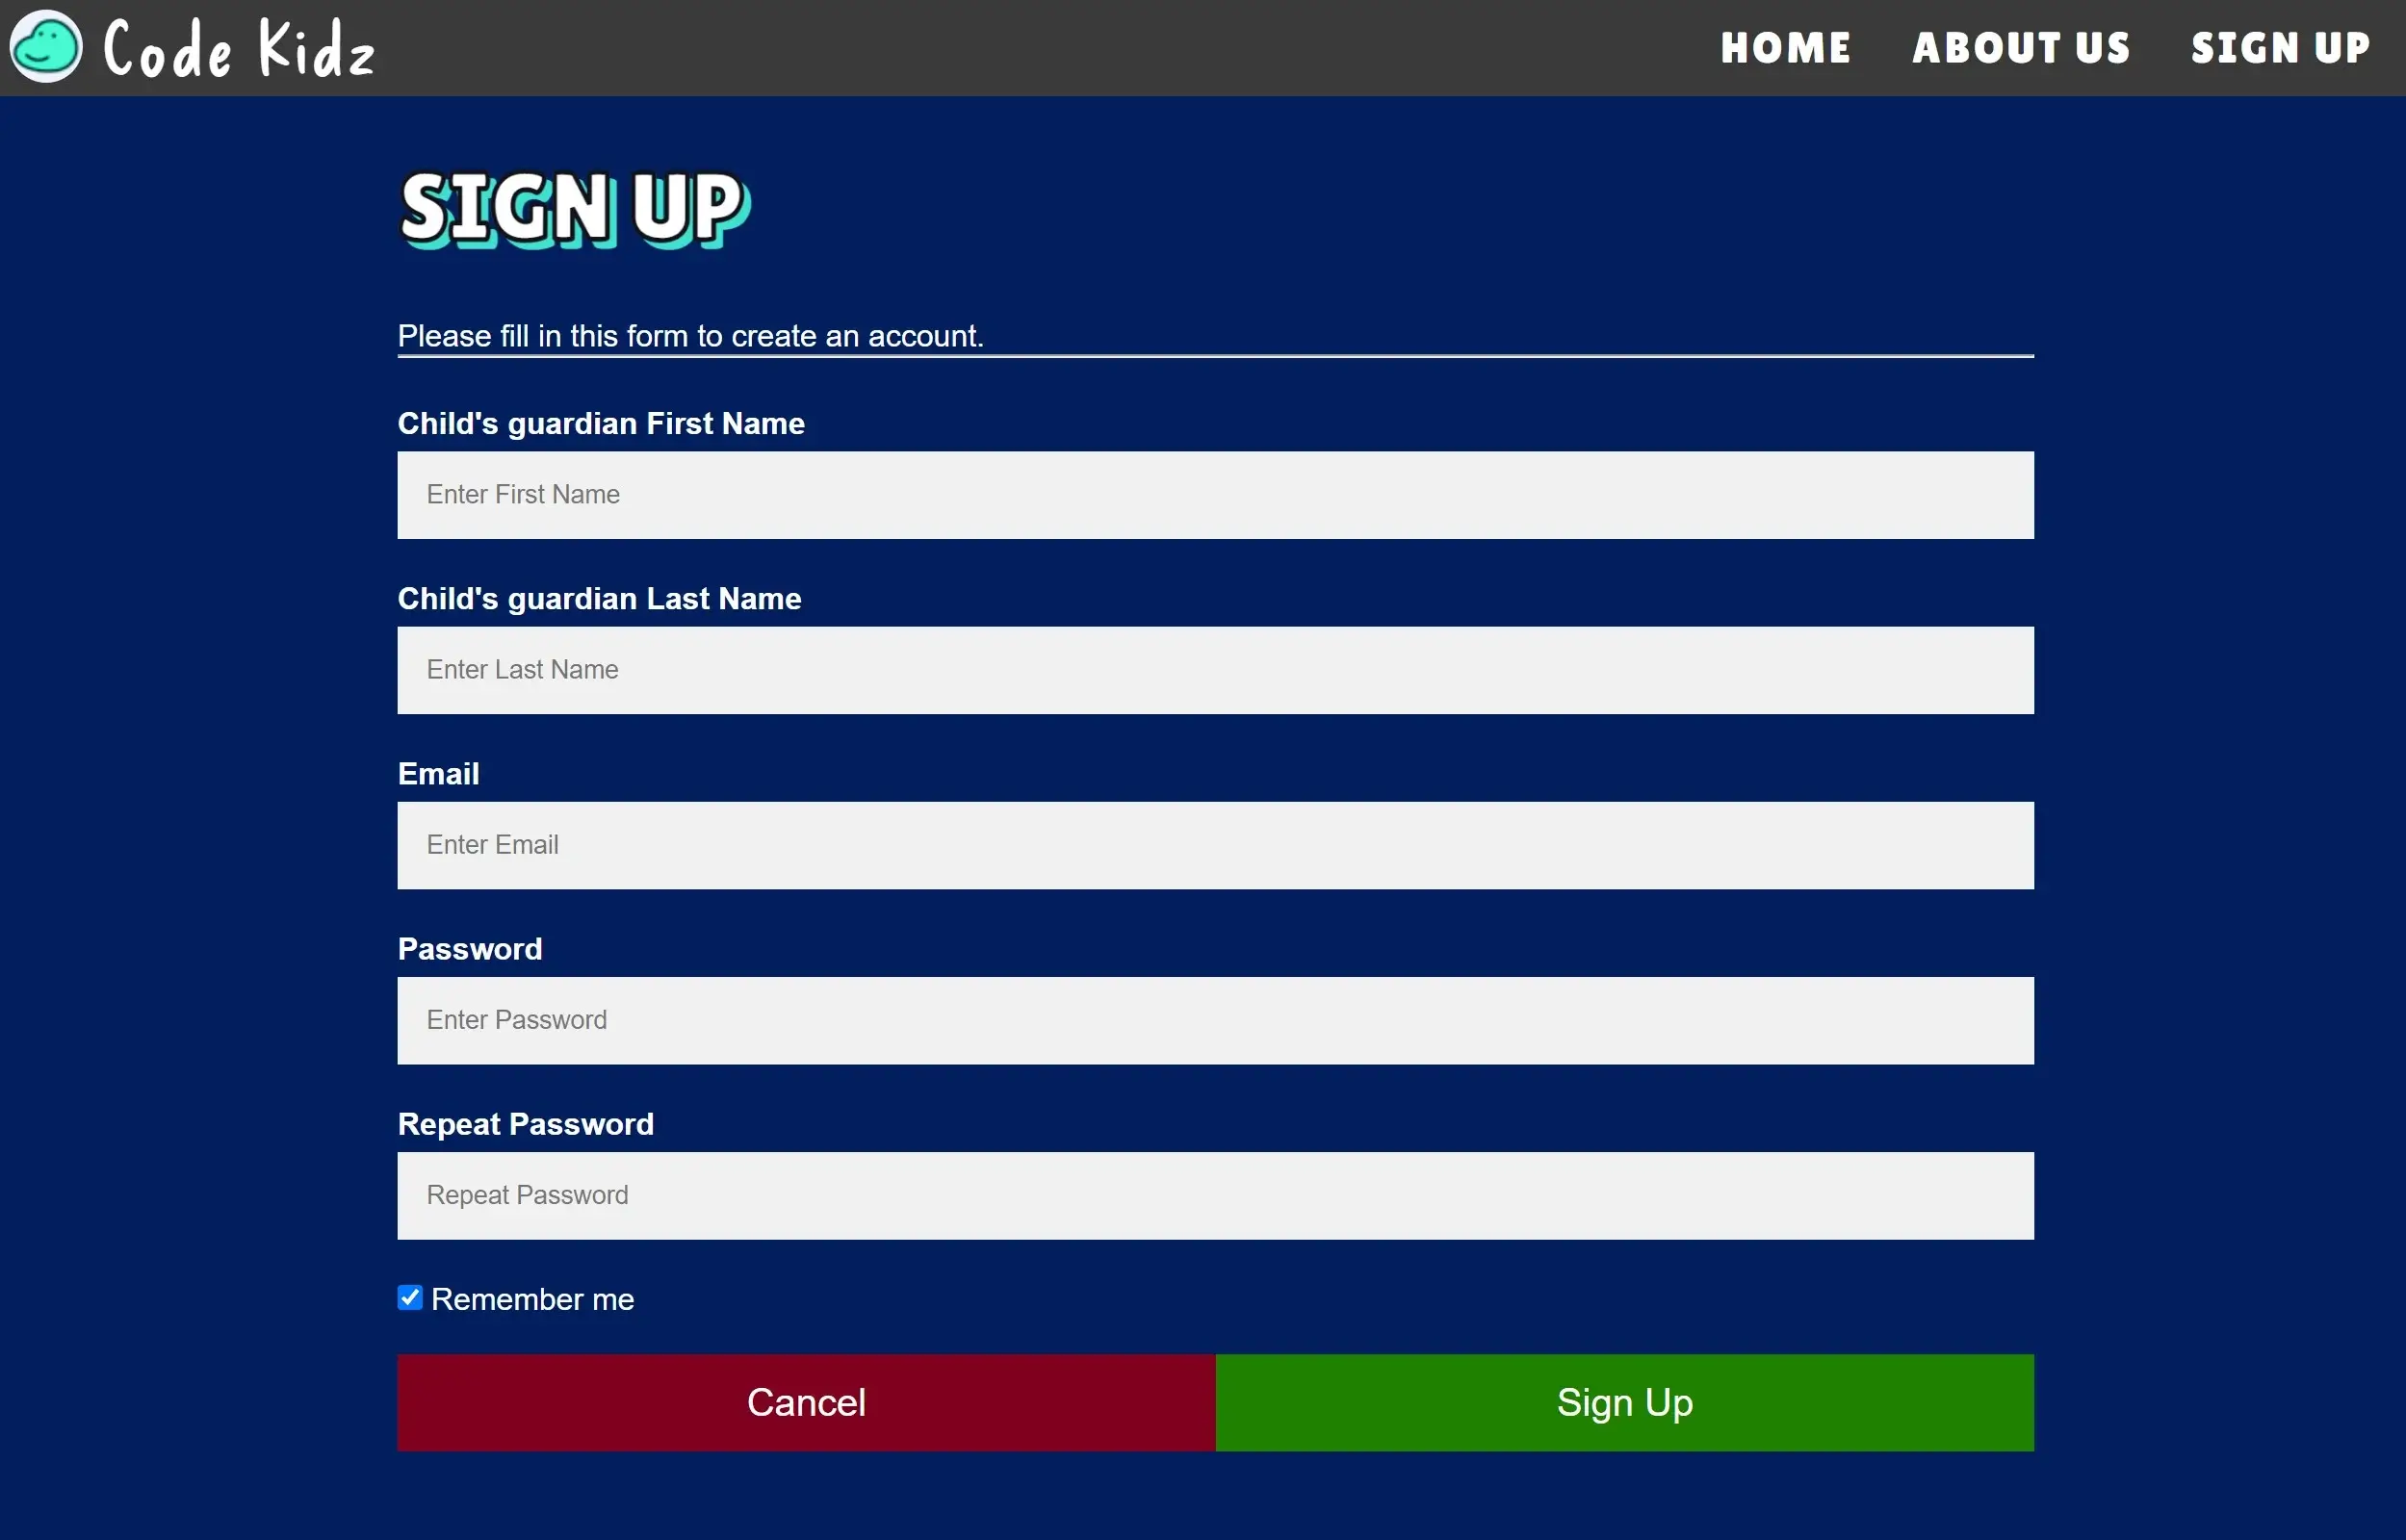 Code Kidz
HOME ABOUT US SIGN UP
SIGN UP
Please fill in this form to create an account.
Child's guardian First Name
Enter First Name
Child's guardian Last Name
Enter Last Name
Email
Enter Email
Password
Enter Password
Repeat Password
Repeat Password
Remember me
Cancel Sign Up